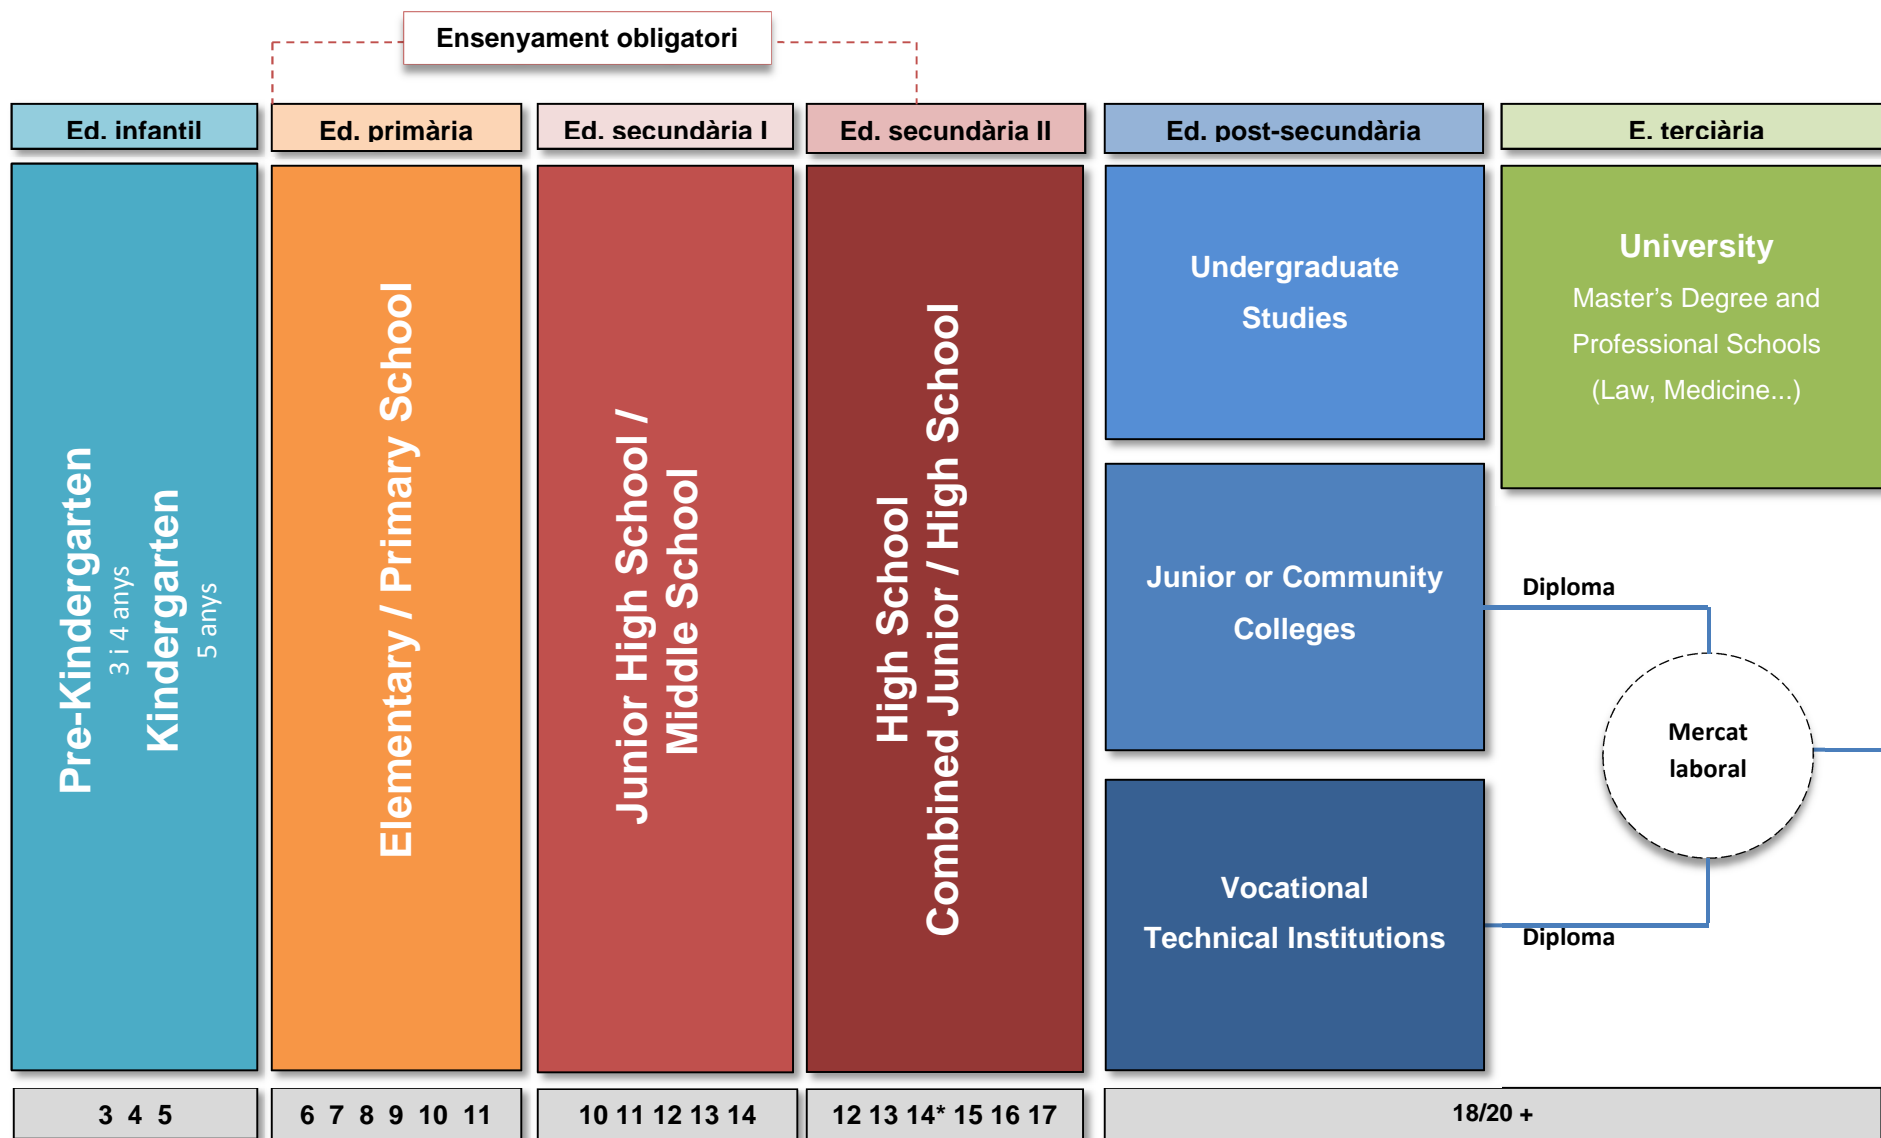 Ensenyament obligatori
Ed. infantil
Ed. primària
Ed. secundària I
Ed. secundària II
Ed. post-secundària
E. terciària
Pre-Kindergarten
3 i 4 anys
Kindergarten
5 anys
Elementary / Primary School
Junior High School /
Middle School
High School
Combined Junior / High School
Undergraduate
Studies
University
Master’s Degree and
Professional Schools
(Law, Medicine...)
Junior or Community
Colleges
Diploma
Mercat
laboral
Vocational
Technical Institutions
Diploma
3 4 5
6 7 8 9 10 11
10 11 12 13 14
12 13 14* 15 16 17
18/20 +